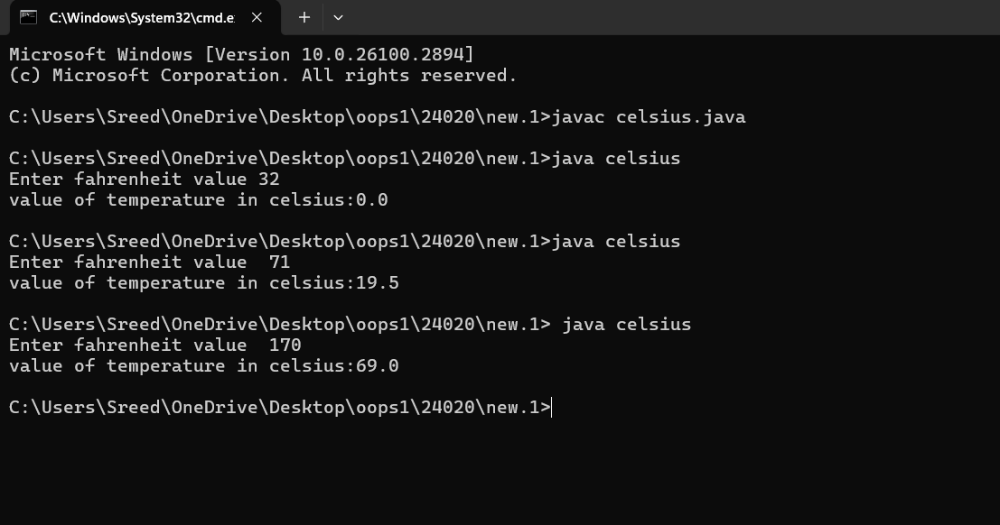 C:\Windows\System32\cmd.e
Microsoft Windows [Version 10.0.26100.2894]
(c) Microsoft Corporation. All rights reserved.
C:\Users\Sreed\OneDrive\Desktop\oops1\24020\new.1>javac celsius.java
C:\Users\Sreed\OneDrive\Desktop\oops1\24020\new.1>java celsius
Enter fahrenheit value 32
value of temperature in celsius:0.0
C:\Users\Sreed\OneDrive\Desktop\oops1\24020\new.1>java celsius
Enter fahrenheit value  71
value of temperature in celsius:19.5
C:\Users\Sreed\OneDrive\Desktop\oops1\24020\new.1> java celsius
Enter fahrenheit value  170
value of temperature in celsius:69.0
C:\Users\Sreed\OneDrive\Desktop\oops1\24020\new.1>